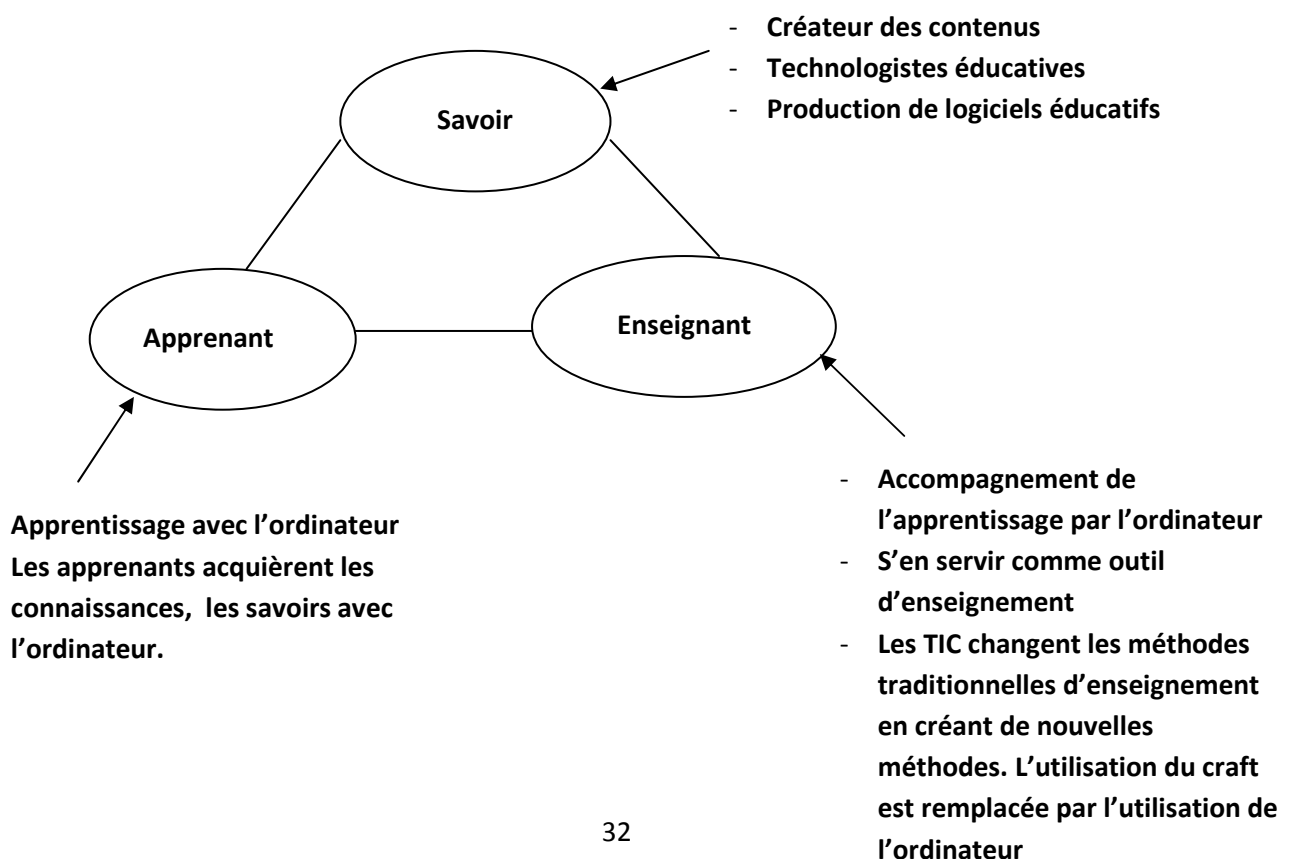 - Créateur des contenus
- Technologistes éducatives
- Production de logiciels éducatifs
Savoir
Apprenant
Enseignant
Apprentissage avec l’ordinateur
Les apprenants acquièrent les
connaissances, les savoirs avec
l’ordinateur.
- Accompagnement de
l’apprentissage par l’ordinateur
- S’en servir comme outil
d’enseignement
- Les TIC changent les méthodes
traditionnelles d’enseignement
en créant de nouvelles
méthodes. L’utilisation du craft
est remplacée par l’utilisation de
l’ordinateur
32